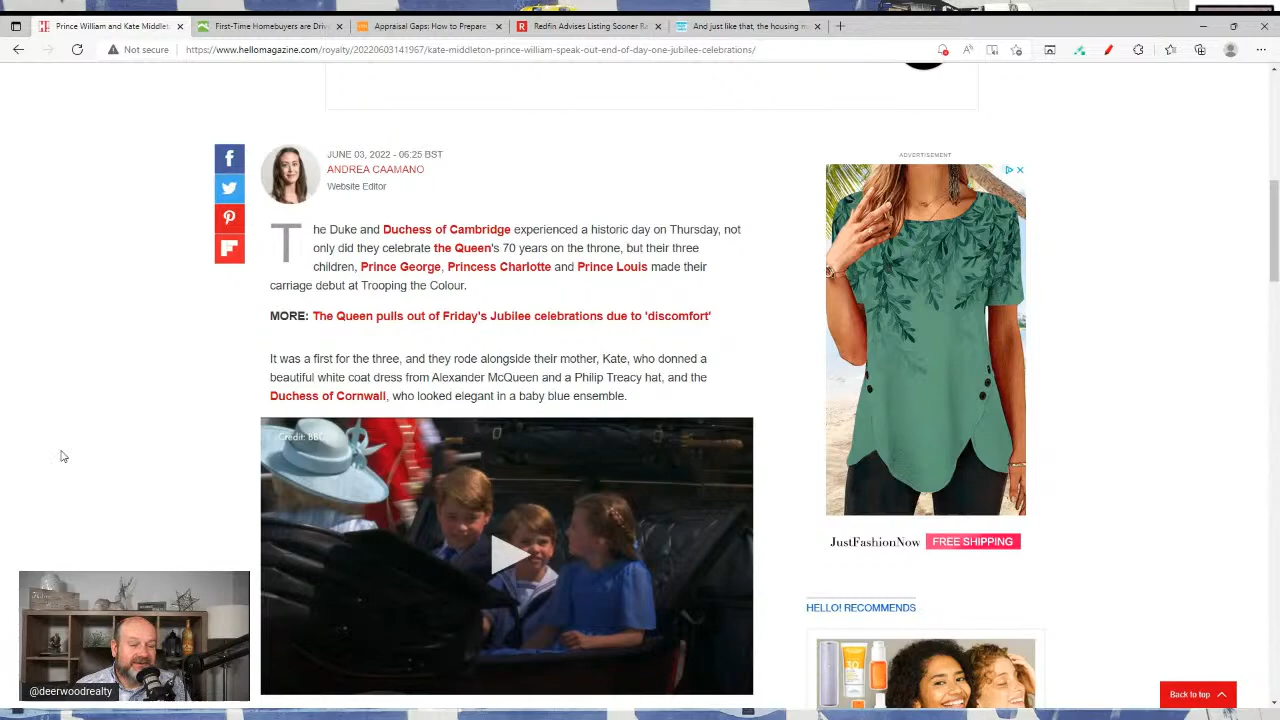 Prince William and Kate Middlet
First-Time Homebuyers are Driv
Appraisal Gaps: How to Prepare
Redfin Advises Listing Sooner Ra
And just like that, the housing m
Not secure
https://www.hellomagazine.com/royalty/20220603141967/kate-middleton-prince-william-speak-out-end-of-day-one-jubilee-celebrations/
JUNE 03, 2022 - 06:25 BST
ANDREA CAAMANO
Website Editor
ADVERTISEMENT
The Duke and Duchess of Cambridge experienced a historic day on Thursday, not
only did they celebrate the Queen's 70 years on the throne, but their three
children, Prince George, Princess Charlotte and Prince Louis made their
carriage debut at Trooping the Colour.
MORE: The Queen pulls out of Friday's Jubilee celebrations due to 'discomfort'
It was a first for the three, and they rode alongside their mother, Kate, who donned a
beautiful white coat dress from Alexander McQueen and a Philip Treacy hat, and the
Duchess of Cornwall, who looked elegant in a baby blue ensemble.
Credit: BBC
JustFashionNow
FREE SHIPPING
HELLO! RECOMMENDS
@deerwoodrealty
Back to top